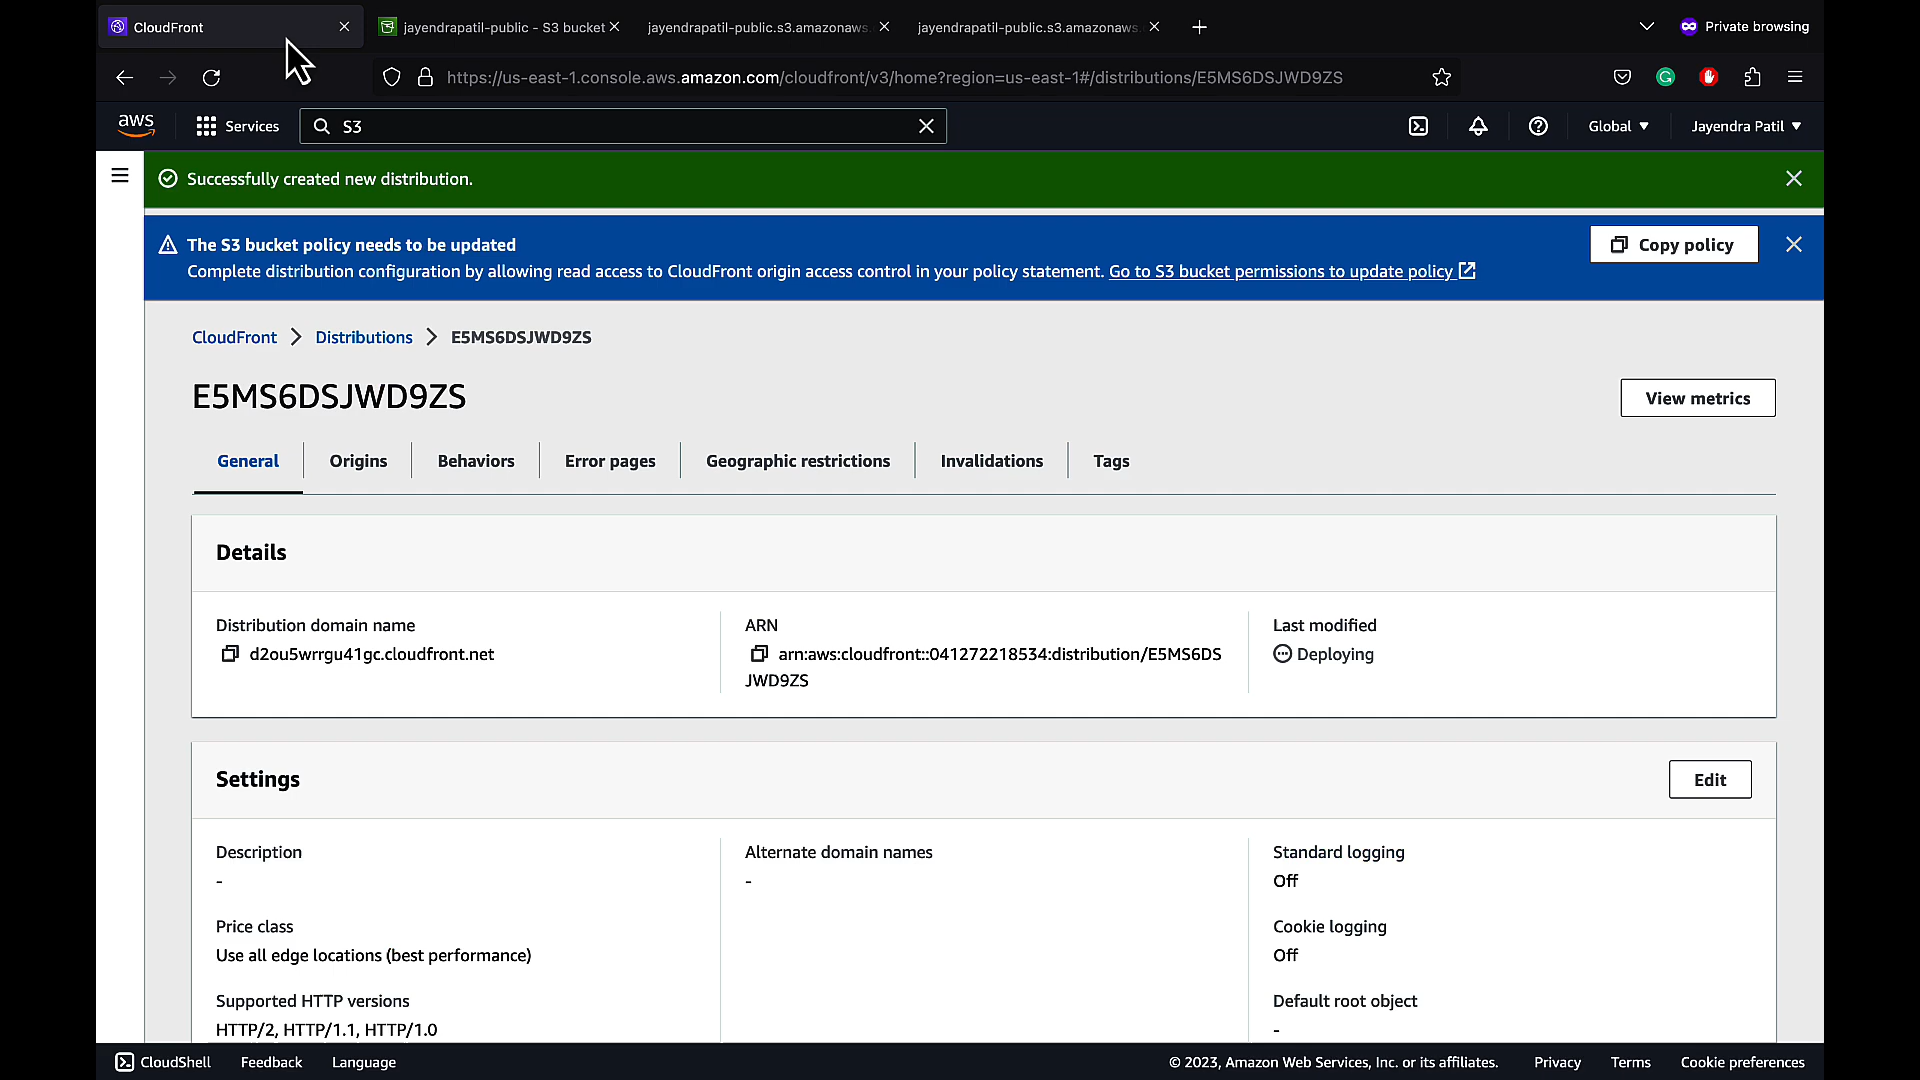 CloudFront
jayendrapatil-public - S3 bucket
jayendrapatil-public.s3.amazonaws.
jayendrapatil-public.s3.amazonaws.
Private browsing
https://us-east-1.console.aws.amazon.com/cloudfront/v3/home?region=us-east-1#/distributions/E5MS6DSJWD9ZS
aws
Services
S3
Global
Jayendra Patil
Successfully created new distribution.
The S3 bucket policy needs to be updated
Complete distribution configuration by allowing read access to CloudFront origin access control in your policy statement. Go to S3 bucket permissions to update policy
Copy policy
CloudFront
Distributions
E5MS6DSJWD9ZS
E5MS6DSJWD9ZS
View metrics
General
Origins
Behaviors
Error pages
Geographic restrictions
Invalidations
Tags
Details
Distribution domain name
d2ou5wrrgu41gc.cloudfront.net
ARN
arn:aws:cloudfront::041272218534:distribution/E5MS6DS
JWD9ZS
Last modified
Deploying
Settings
Edit
Description
-
Alternate domain names
-
Standard logging
Off
Price class
Use all edge locations (best performance)
Cookie logging
Off
Supported HTTP versions
HTTP/2, HTTP/1.1, HTTP/1.0
Default root object
-
CloudShell
Feedback
Language
© 2023, Amazon Web Services, Inc. or its affiliates.
Privacy
Terms
Cookie preferences